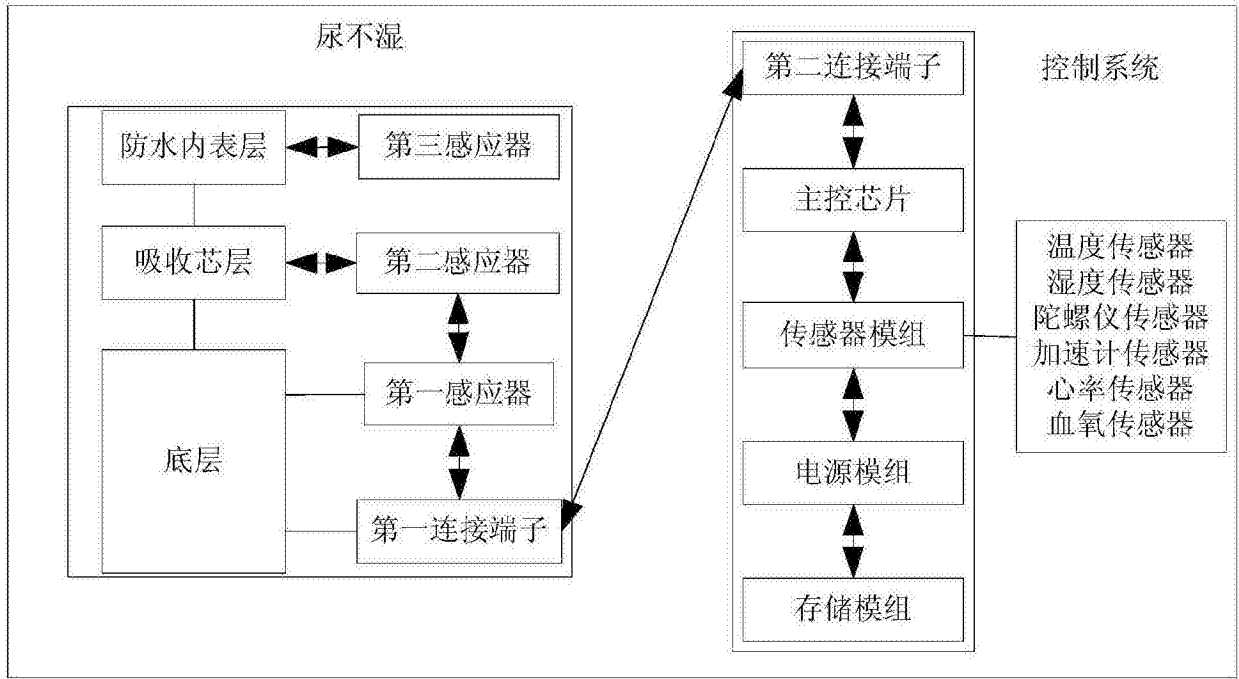 尿不湿
防水内表层
第三感应器
吸收芯层
第二感应器
第一感应器
底层
第一连接端子
控制系统
第二连接端子
主控芯片
传感器模组
电源模组
存储模组
温度传感器
湿度传感器
陀螺仪传感器
加速计传感器
心率传感器
血氧传感器